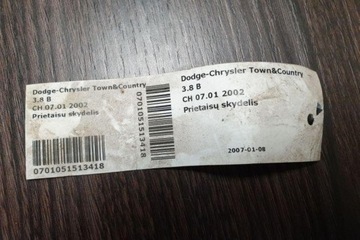 Dodge-Chrysler Town&Country
3.8 B
CH 07.01 2002
Prietaisų skydelis
0701051513418
0701051513418
Dodge-Chrysler Town&Country
3.8 B
CH 07.01 2002
Prietaisų skydelis
2007-01-08